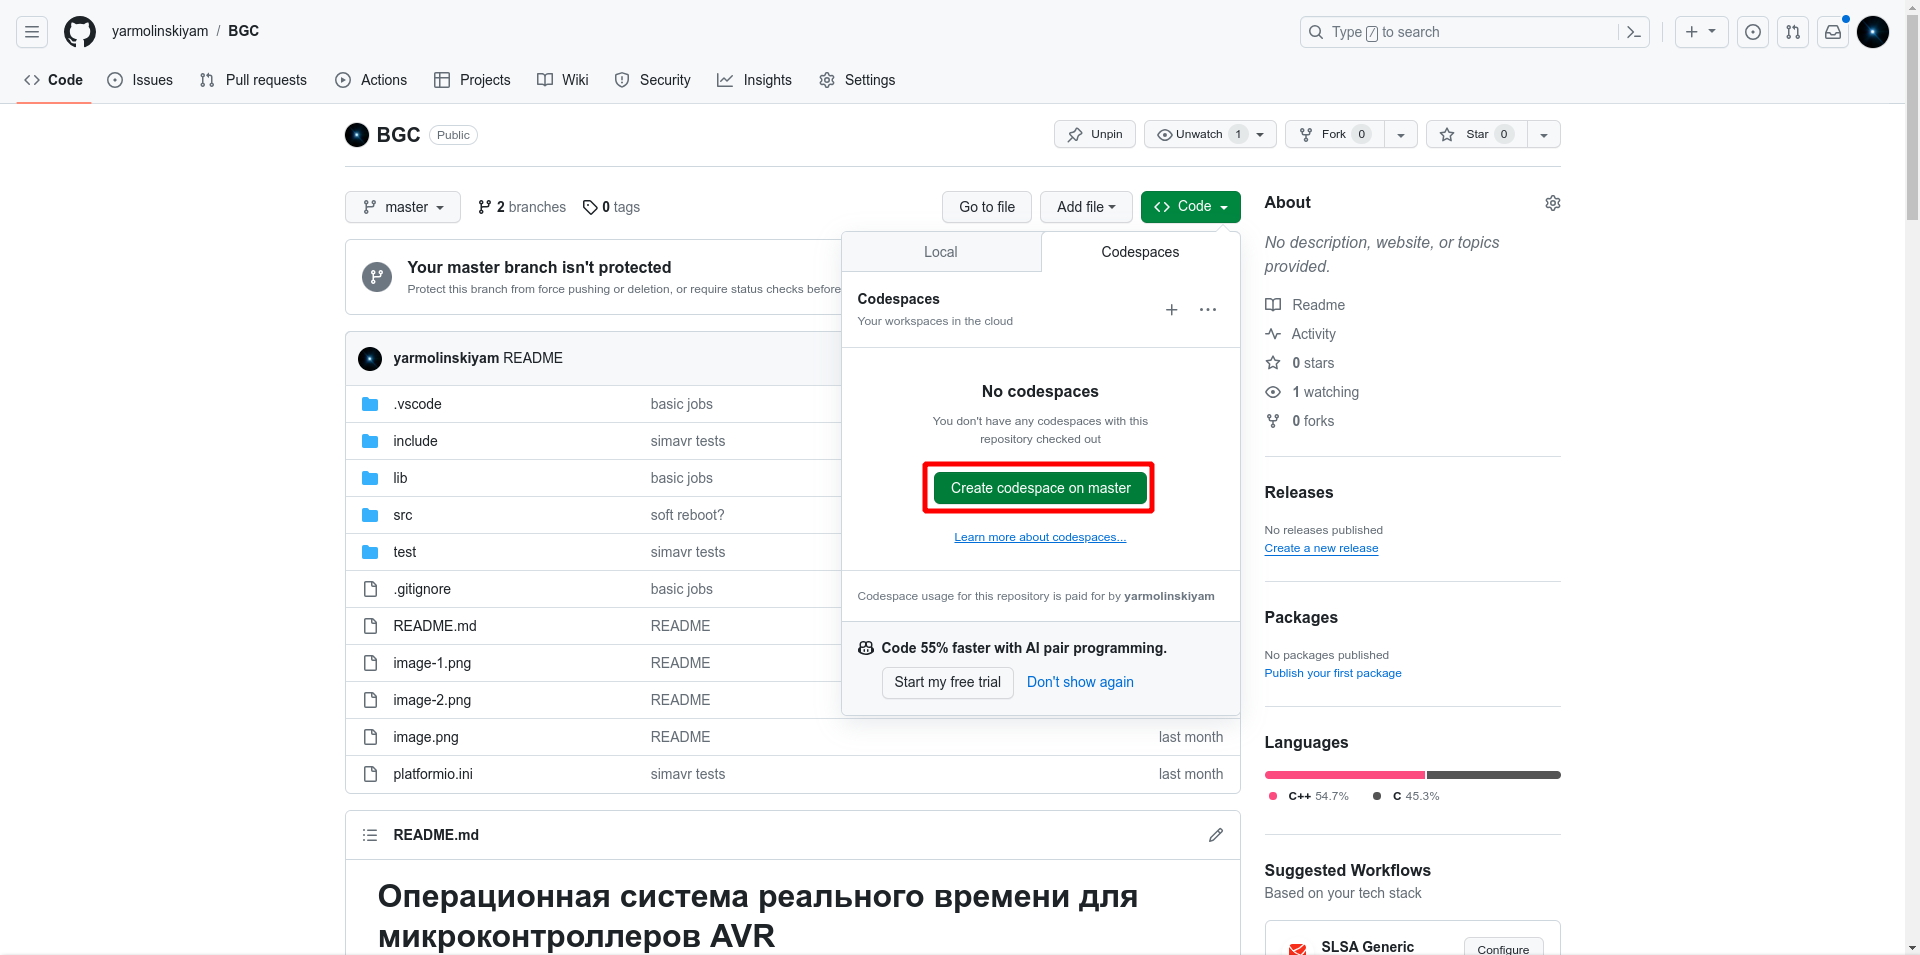 yarmolinskiyam / BGC
Type / to search
Code
Issues
Pull requests
Actions
Projects
Wiki
Security
Insights
Settings
BGC Public
Unpin
Unwatch 1
Fork 0
Star 0
master
2 branches
0 tags
Go to file
Add file
Code
Local
Codespaces
Codespaces
Your workspaces in the cloud
No codespaces
You don't have any codespaces with this
repository checked out
Create codespace on master
Learn more about codespaces...
Codespace usage for this repository is paid for by yarmolinskiyam
Code 55% faster with AI pair programming.
Start my free trial
Don't show again
Your master branch isn't protected
Protect this branch from force pushing or deletion, or require status checks before
yarmolinskiyam README
.vscode basic jobs
include simavr tests
lib basic jobs
src soft reboot?
test simavr tests
.gitignore basic jobs
README.md README
image-1.png README
image-2.png README
image.png README last month
platformio.ini simavr tests last month
README.md
Операционная система реального времени для
микроконтроллеров AVR
About
No description, website, or topics
provided.
Readme
Activity
0 stars
1 watching
0 forks
Releases
No releases published
Create a new release
Packages
No packages published
Publish your first package
Languages
C++ 54.7% C 45.3%
Suggested Workflows
Based on your tech stack
SLSA Generic
Configure